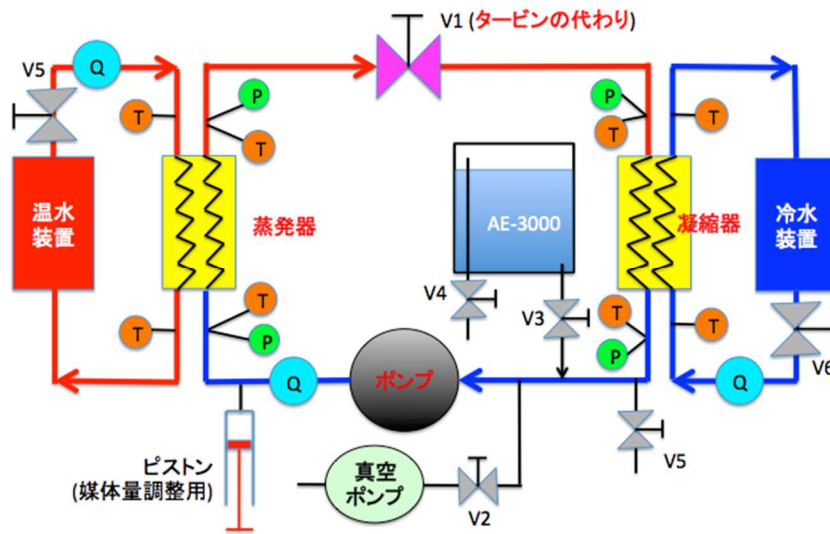 V1 (タービンの代わり)
V5
Q
P
P
T
T
T
T
温水
装置
蒸発器
AE-3000
凝縮器
冷水
装置
V4
V3
T
T
P
T
P
T
V6
Q
ポンプ
Q
ピストン
(媒体量調整用)
真空
ポンプ
V2
V5